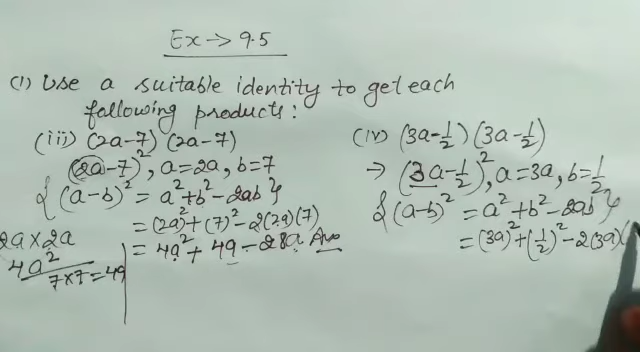 Ex → 9.5
(1) Use a suitable identity to get each
following products:
(iii) (2a-7) (2a-7)
(2a-7)², a=2a, b=7
{(a-b)² = a²+b²-2ab}
= (2a)²+(7)²-2(2a)(7)
= 4a²+49-28a Ans
2a×2a
4a²
7×7=49
(iv) (3a-1/2) (3a-1/2)
→ (3a-1/2)², a=3a, b=1/2
{(a-b)² = a²+b²-2ab}
= (3a)²+(1/2)²-2(3a)(